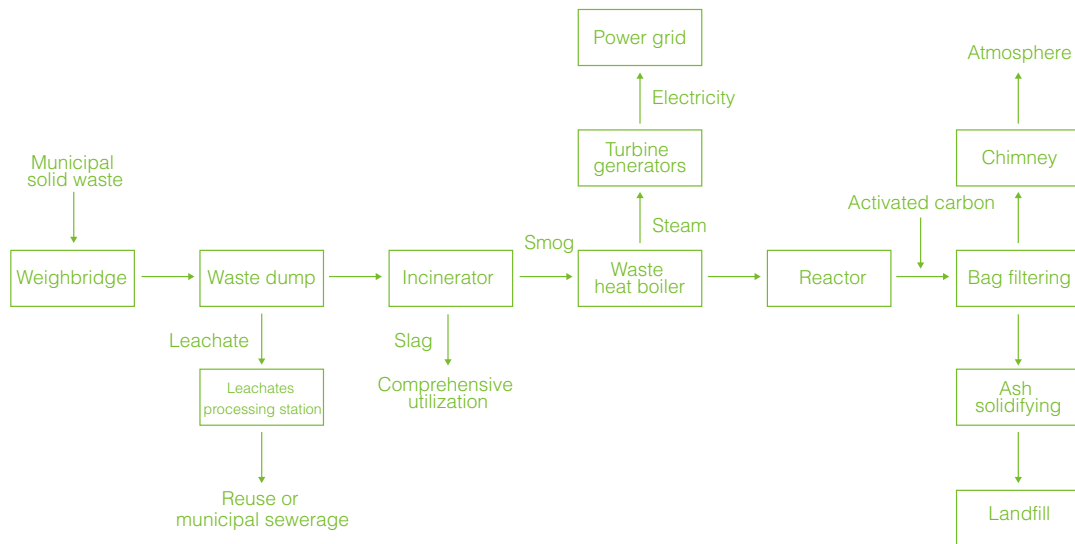 Power grid
Atmosphere
Electricity
Turbine
generators
Chimney
Municipal
solid waste
Activated carbon
Steam
Smog
Weighbridge
Waste dump
Incinerator
Waste
heat boiler
Reactor
Bag filtering
Leachate
Slag
Leachates
processing station
Comprehensive
utilization
Ash
solidifying
Reuse or
municipal sewerage
Landfill